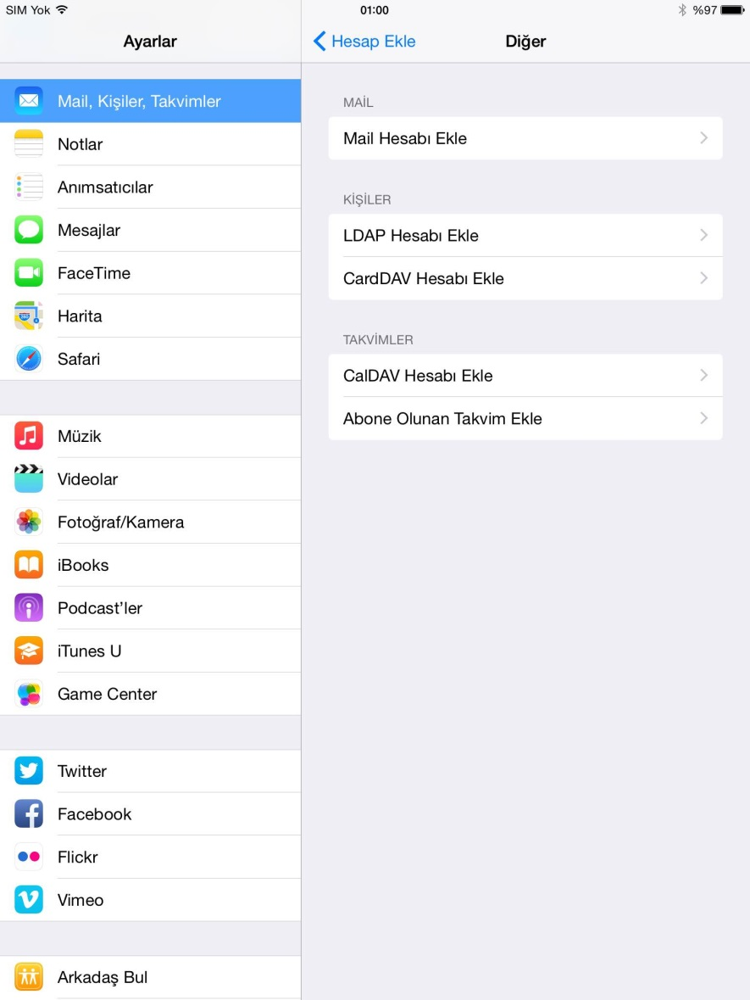 SIM Yok
01:00
%97
Ayarlar
Mail, Kişiler, Takvimler
Notlar
Anımsatıcılar
Mesajlar
FaceTime
Harita
Safari
Müzik
Videolar
Fotoğraf/Kamera
iBooks
Podcast’ler
iTunes U
Game Center
Twitter
Facebook
Flickr
Vimeo
Arkadaş Bul
Hesap Ekle
Diğer
MAİL
Mail Hesabı Ekle
KİŞİLER
LDAP Hesabı Ekle
CardDAV Hesabı Ekle
TAKVİMLER
CalDAV Hesabı Ekle
Abone Olunan Takvim Ekle